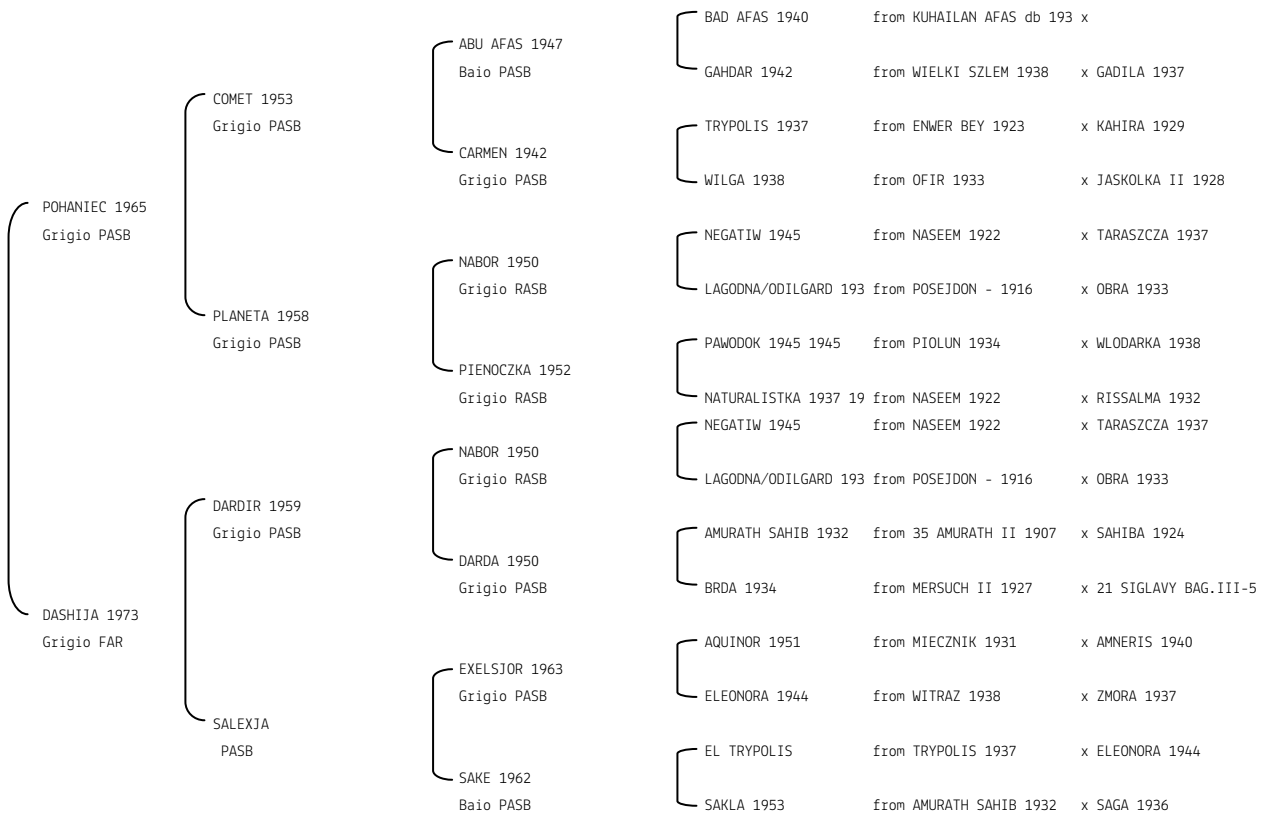 BAD AFAS 1940 from KUHAILAN AFAS db 193 x
ABU AFAS 1947
Baio PASB GAHDAR 1942 from WIELKI SZLEM 1938 x GADILA 1937
COMET 1953
Grigio PASB TRYPOLIS 1937 from ENWER BEY 1923 x KAHIRA 1929
CARMEN 1942
Grigio PASB WILGA 1938 from OFIR 1933 x JASKOLKA II 1928
POHANIEC 1965
Grigio PASB NEGATIW 1945 from NASEEM 1922 x TARASZCZA 1937
NABOR 1950
Grigio RASB LAGODNA/ODILGARD 193 from POSEJDON - 1916 x OBRA 1933
PLANETA 1958
Grigio PASB PAWODOK 1945 1945 from PIOLUN 1934 x WLODARKA 1938
PIENOCZKA 1952
Grigio RASB NATURALISTKA 1937 19 from NASEEM 1922 x RISSALMA 1932
NEGATIW 1945 from NASEEM 1922 x TARASZCZA 1937
NABOR 1950
Grigio RASB LAGODNA/ODILGARD 193 from POSEJDON - 1916 x OBRA 1933
DARDIR 1959
Grigio PASB AMURATH SAHIB 1932 from 35 AMURATH II 1907 x SAHIBA 1924
DARDA 1950
Grigio PASB BRDA 1934 from MERSUCH II 1927 x 21 SIGLAVY BAG.III-5
DASHIJA 1973
Grigio FAR AQUINOR 1951 from MIECZNIK 1931 x AMNERIS 1940
EXELSJOR 1963
Grigio PASB ELEONORA 1944 from WITRAZ 1938 x ZMORA 1937
SALEXJA
PASB EL TRYPOLIS from TRYPOLIS 1937 x ELEONORA 1944
SAKE 1962
Baio PASB SAKLA 1953 from AMURATH SAHIB 1932 x SAGA 1936